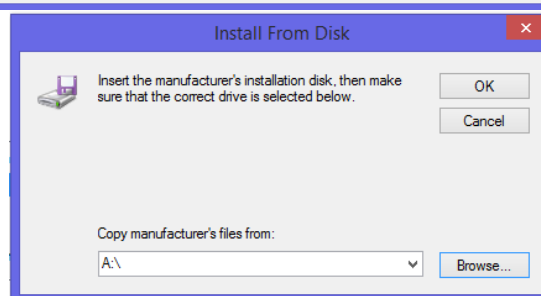 Install From Disk
Insert the manufacturer's installation disk, then make
sure that the correct drive is selected below.
OK
Cancel
Copy manufacturer's files from:
A:\
Browse...